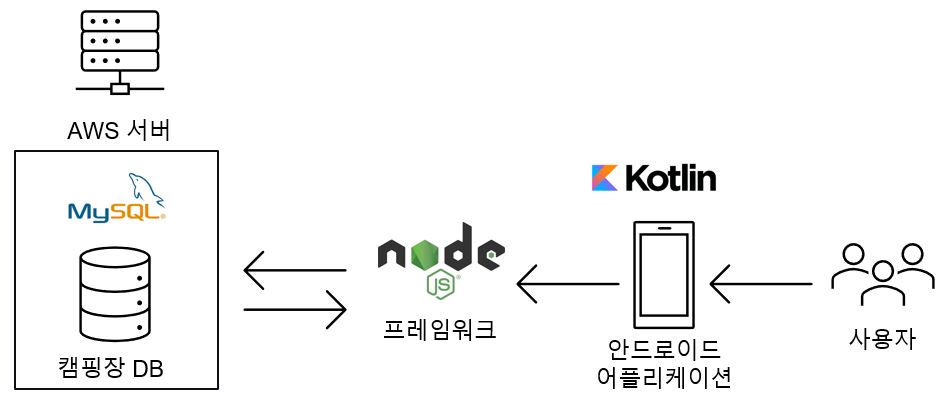 AWS 서버
MySQL®
캠핑장 DB
node
JS®
프레임워크
Kotlin
안드로이드
어플리케이션
사용자